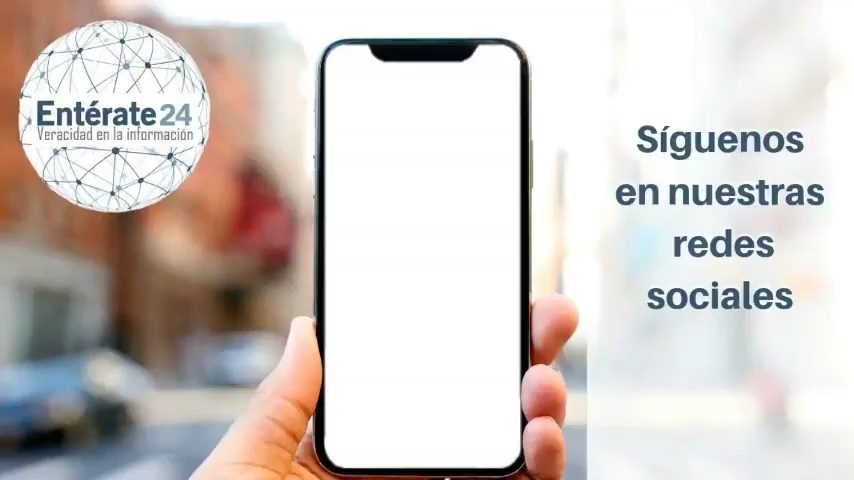 Entérate24
Veracidad en la información
Síguenos
en nuestras
redes
sociales